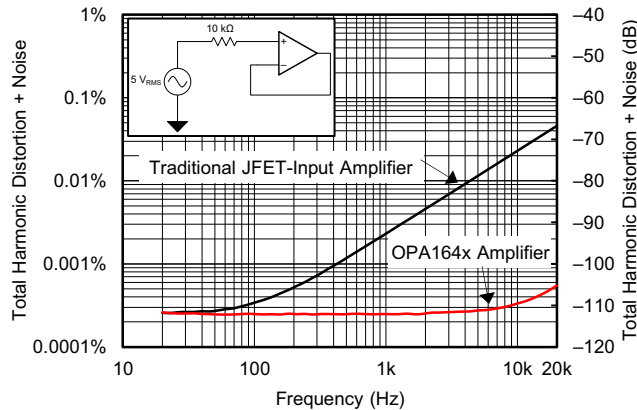 1%
0.1%
0.01%
0.001%
0.0001%
Total Harmonic Distortion + Noise
–40
–50
–60
–70
–80
–90
–100
–110
–120
Total Harmonic Distortion + Noise (dB)
10 kΩ
+
–
5 VRMS
Traditional JFET-Input Amplifier
OPA164x Amplifier
10
100
1k
10k
20k
Frequency (Hz)